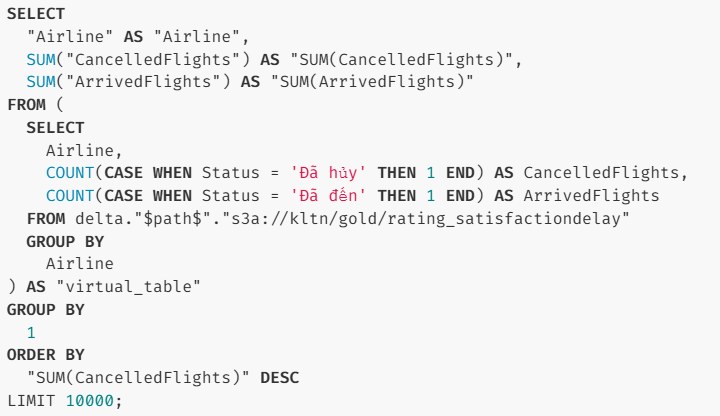 SELECT
  "Airline" AS "Airline",
  SUM("CancelledFlights") AS "SUM(CancelledFlights)",
  SUM("ArrivedFlights") AS "SUM(ArrivedFlights)"
FROM (
  SELECT
    Airline,
    COUNT(CASE WHEN Status = 'Đã hủy' THEN 1 END) AS CancelledFlights,
    COUNT(CASE WHEN Status = 'Đã đến' THEN 1 END) AS ArrivedFlights
  FROM delta."$path$"."s3a://kltn/gold/rating_satisfactiondelay"
  GROUP BY
    Airline
) AS "virtual_table"
GROUP BY
  1
ORDER BY
  "SUM(CancelledFlights)" DESC
LIMIT 10000;